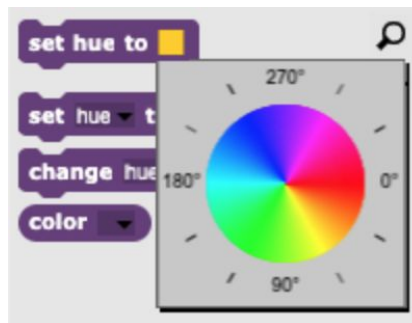 set hue to
270°
set hue t
change hue
180°
0°
color
90°